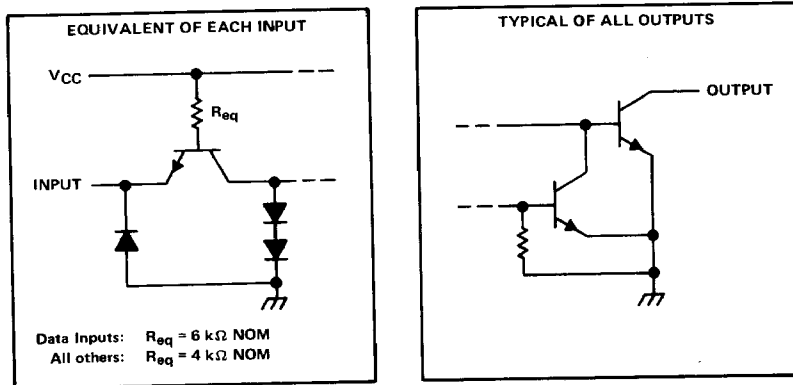 EQUIVALENT OF EACH INPUT
VCC
Req
INPUT
Data Inputs: Req = 6 kΩ NOM
All others: Req = 4 kΩ NOM
TYPICAL OF ALL OUTPUTS
OUTPUT